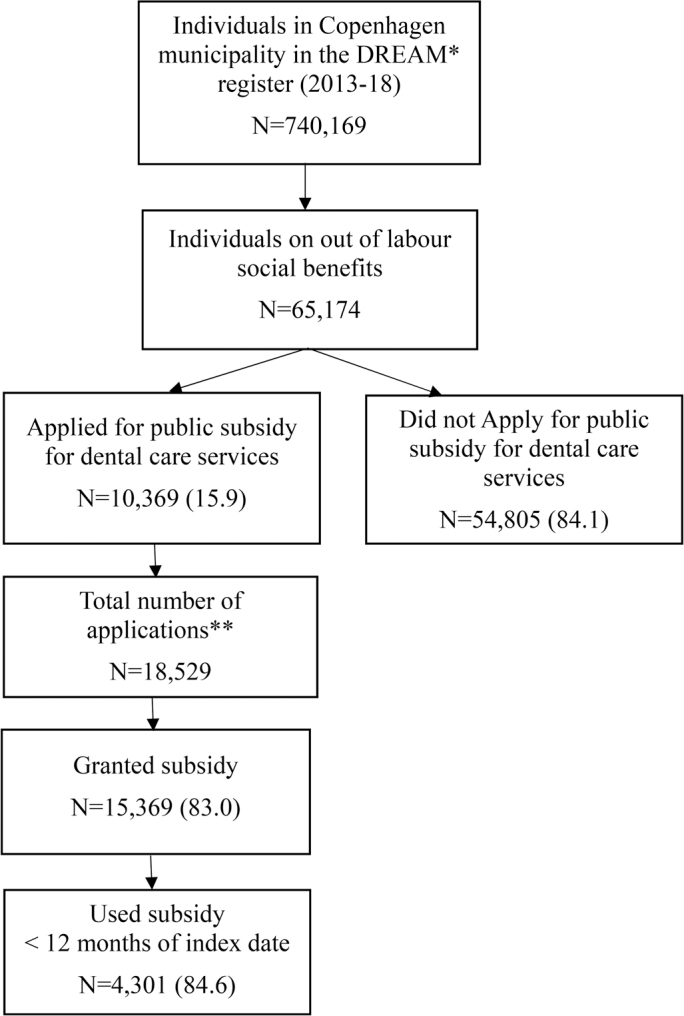 Individuals in Copenhagen
municipality in the DREAM*
register (2013-18)
N=740,169
Individuals on out of labour
social benefits
N=65,174
Applied for public subsidy
for dental care services
N=10,369 (15.9)
Did not Apply for public
subsidy for dental care
services
N=54,805 (84.1)
Total number of
applications**
N=18,529
Granted subsidy
N=15,369 (83.0)
Used subsidy
< 12 months of index date
N=4,301 (84.6)